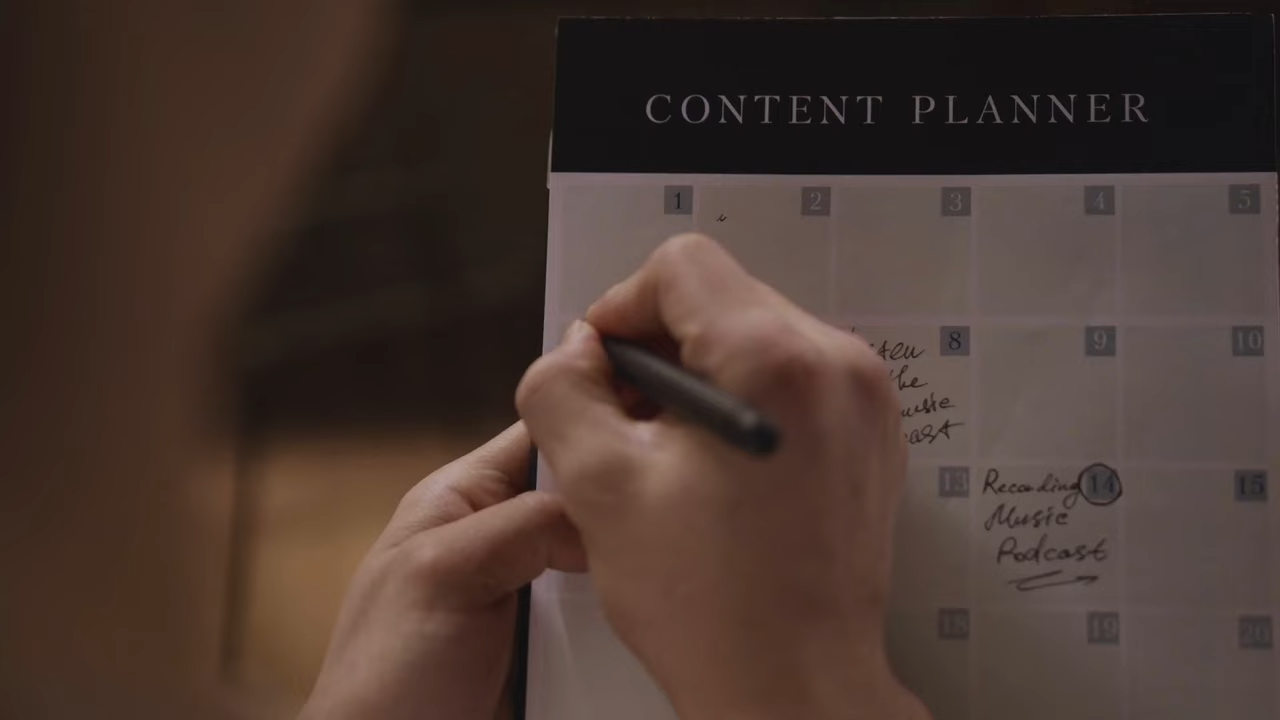 CONTENT PLANNER
1 2 3 4 5
8 9 10
the
13 Recording 14 15
Music
Podcast
18 19 20